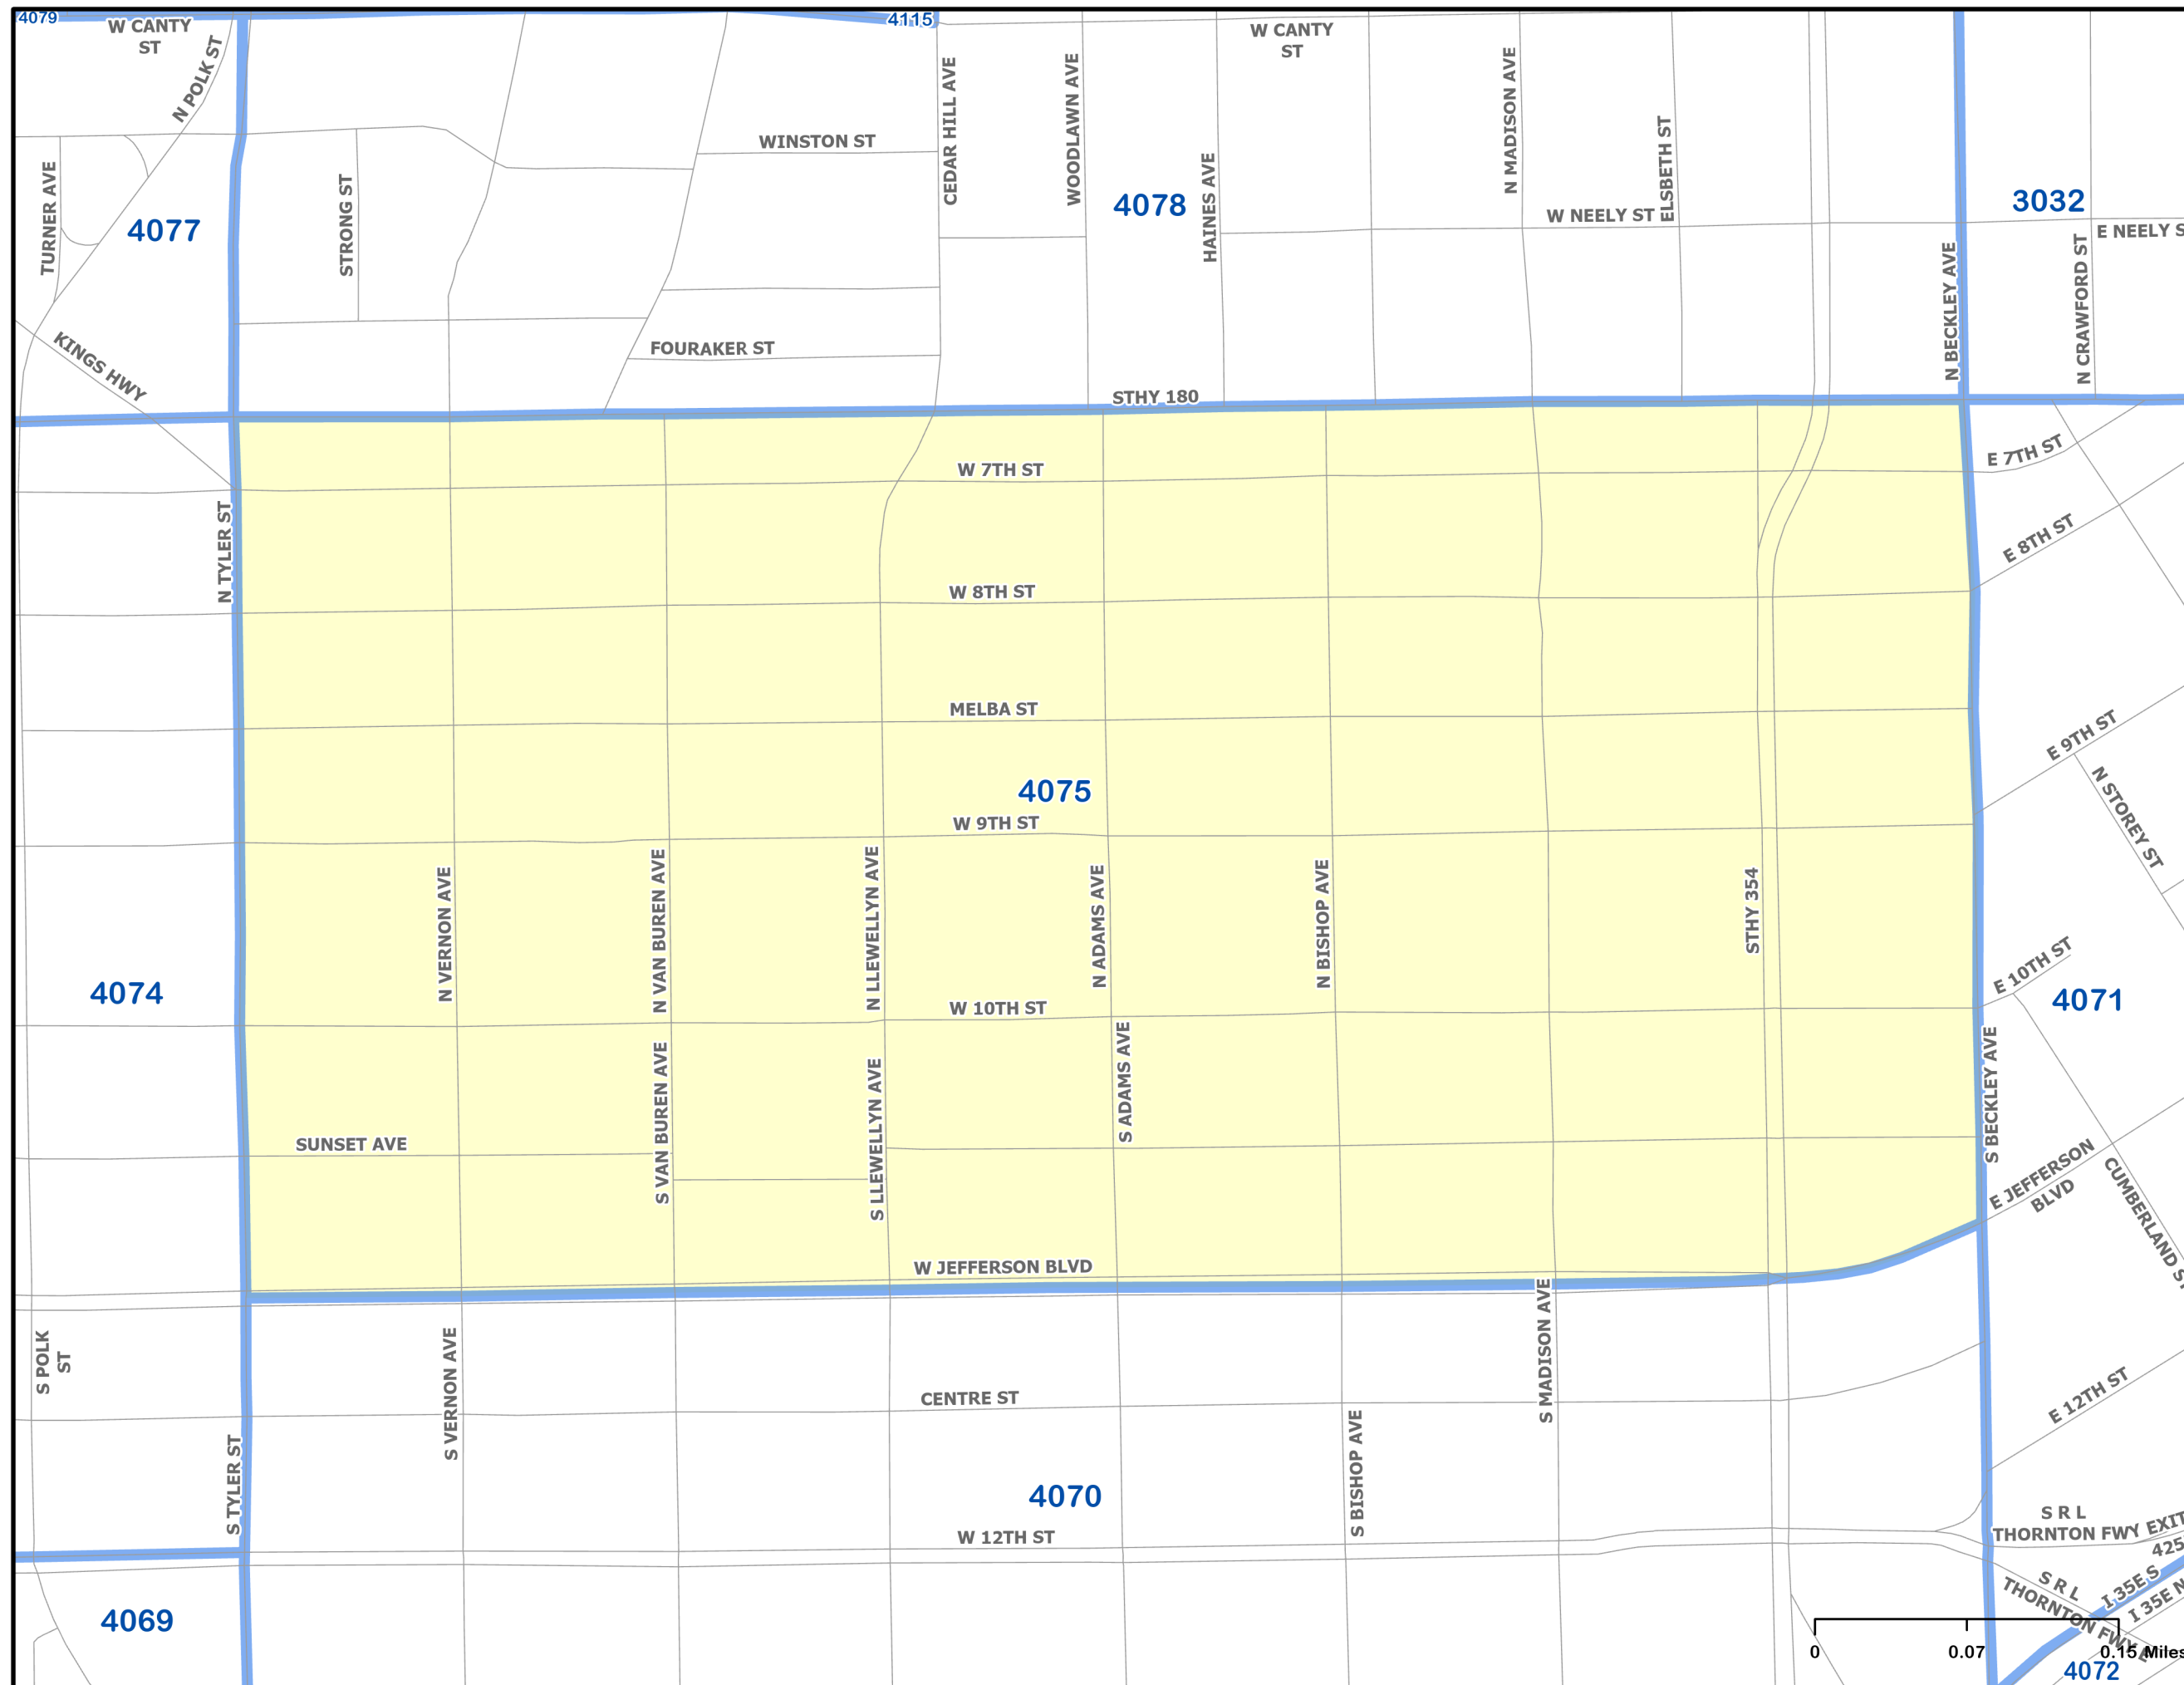 4079
W CANTY
ST
4115
W CANTY
ST
N POLK ST
CEDAR HILL AVE
WOODLAWN AVE
N MADISON AVE
WINSTON ST
ELSBETH ST
HAINES AVE
TURNER AVE
STRONG ST
4077
4078
3032
W NEELY ST
E NEELY S
N BECKLEY AVE
N CRAWFORD ST
KINGS HWY
FOURAKER ST
STHY 180
W 7TH ST
E 7TH ST
N TYLER ST
E 8TH ST
W 8TH ST
MELBA ST
E 9TH ST
4075
N STOREY ST
W 9TH ST
N VERNON AVE
N VAN BUREN AVE
N LLEWELLYN AVE
N ADAMS AVE
N BISHOP AVE
STHY 354
4074
E 10TH ST
4071
W 10TH ST
S VAN BUREN AVE
S LLEWELLYN AVE
S ADAMS AVE
S BECKLEY AVE
SUNSET AVE
E JEFFERSON
BLVD
CUMBERLAND ST
W JEFFERSON BLVD
S POLK
ST
S VERNON AVE
S MADISON AVE
CENTRE ST
E 12TH ST
S TYLER ST
S BISHOP AVE
4070
W 12TH ST
S R L
THORNTON FWY EXIT
425
S R L
THORNTON FWY E
I 35E S
I 35E N
4069
0
0.07
0.15 Miles
4072